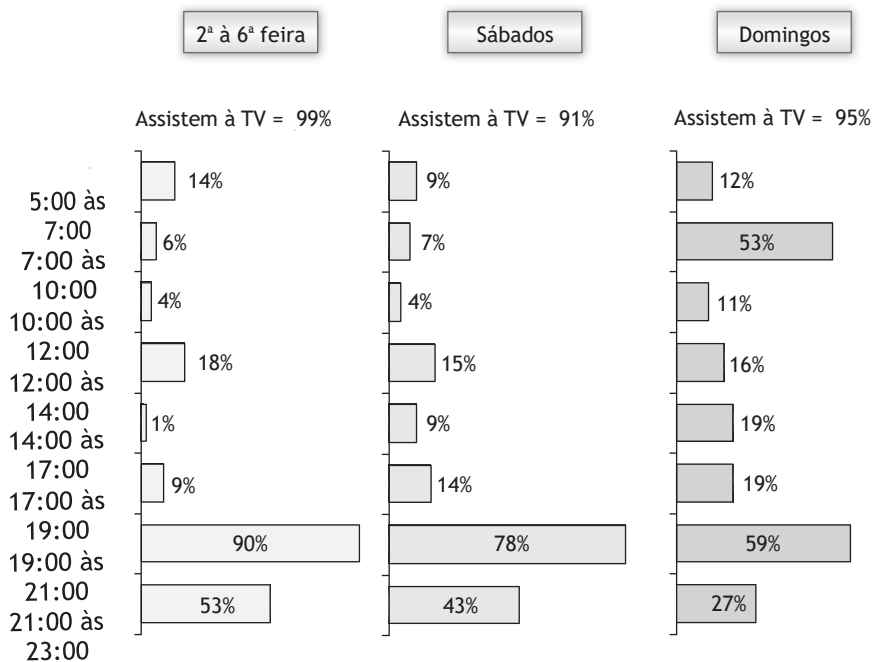 2ª à 6ª feira
Sábados
Domingos
Assistem à TV = 99%
Assistem à TV = 91%
Assistem à TV = 95%
5:00 às
7:00
14%
9%
12%
7:00 às
10:00
6%
7%
53%
10:00 às
12:00
4%
4%
11%
12:00 às
14:00
18%
15%
16%
14:00 às
17:00
1%
9%
19%
17:00 às
19:00
9%
14%
19%
19:00 às
21:00
90%
78%
59%
21:00 às
23:00
53%
43%
27%